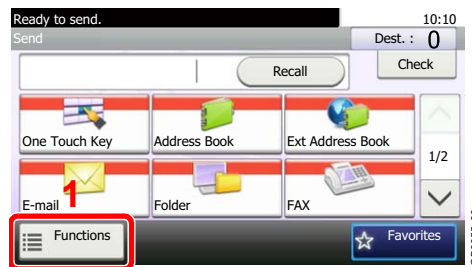 Ready to send.
10:10
Send
Dest. :
0
Recall
Check
One Touch Key
Address Book
Ext Address Book
1/2
E-mail
1
Folder
FAX
Functions
Favorites